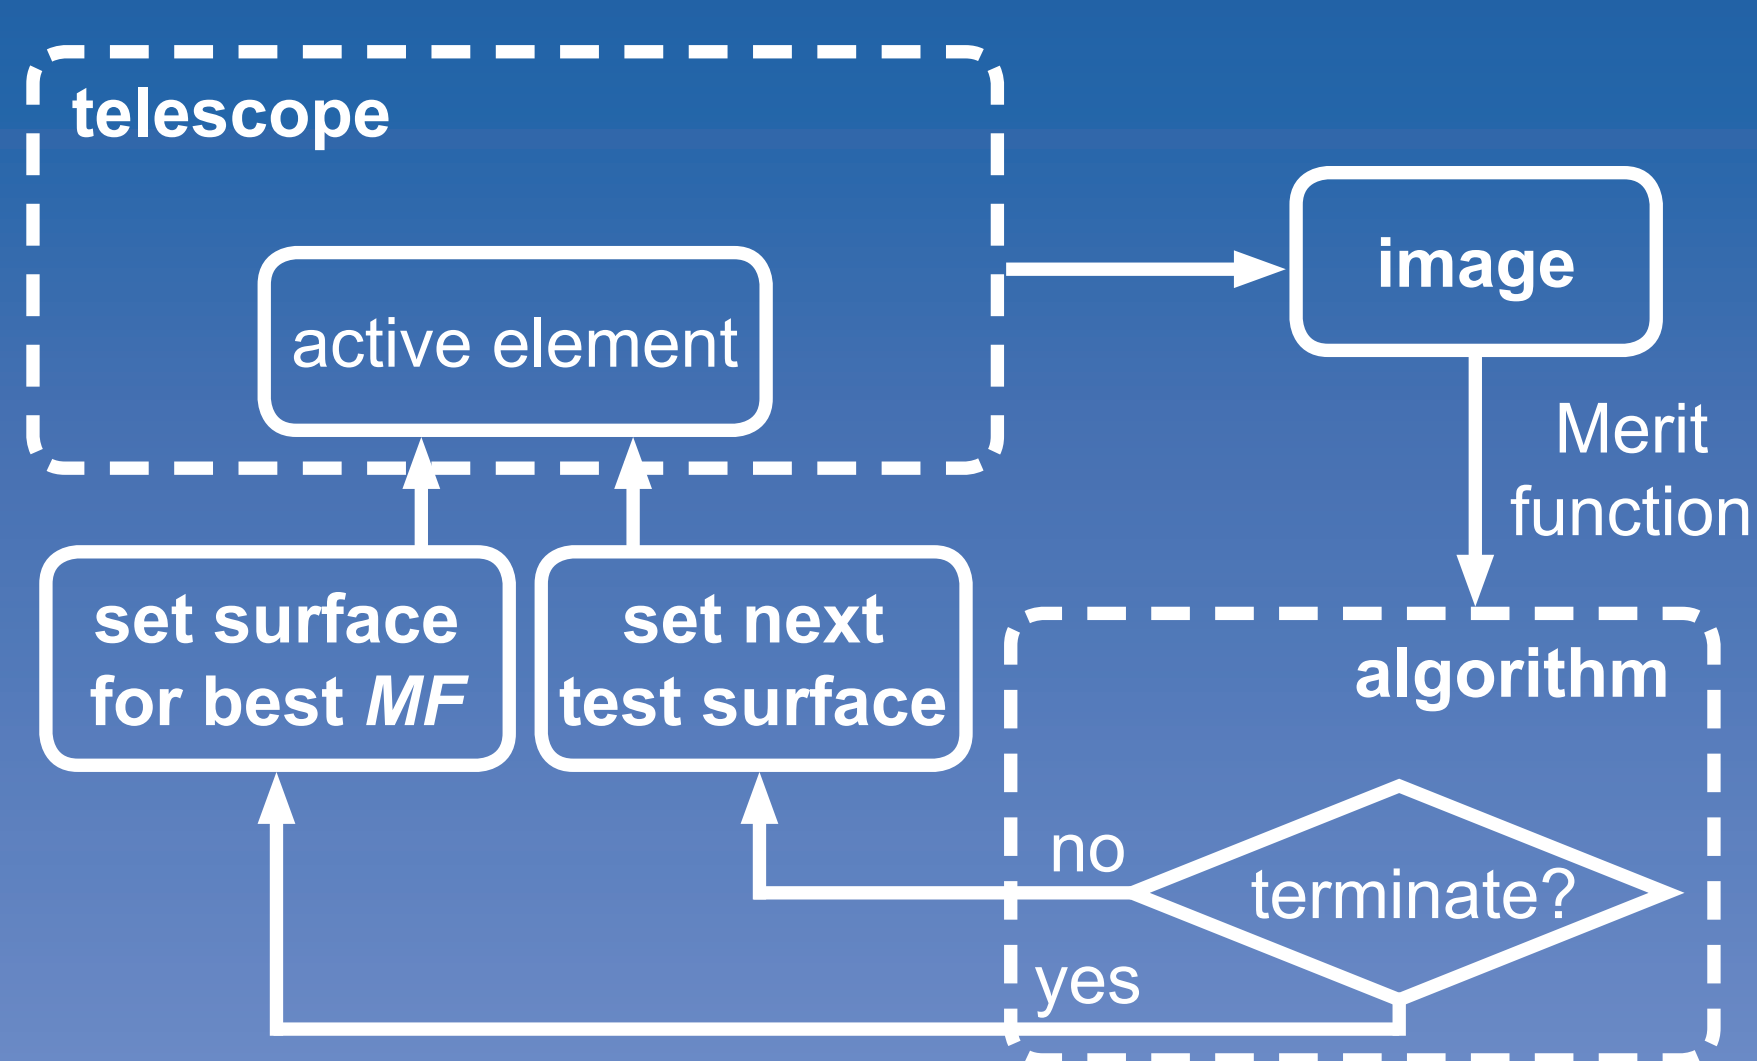 telescope
image
active element
Merit
function
set surface
for best MF
set next
test surface
algorithm
no
terminate?
yes